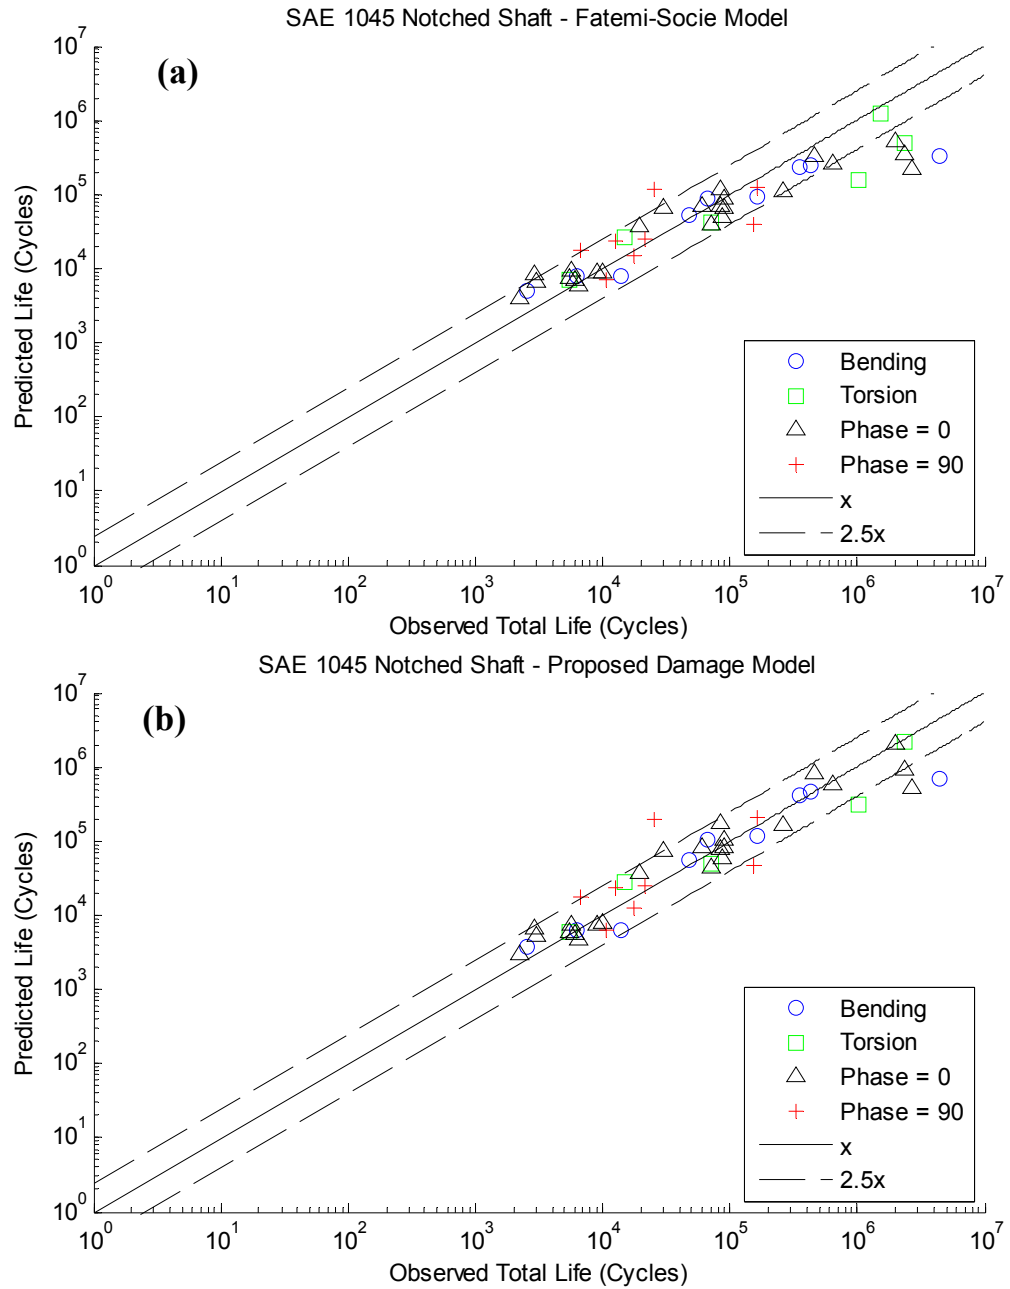 SAE 1045 Notched Shaft - Fatemi-Socie Model
(a)
Predicted Life (Cycles)
10^7
10^6
10^5
10^4
10^3
10^2
10^1
10^0
Bending
Torsion
Phase = 0
Phase = 90
x
2.5x
10^0 10^1 10^2 10^3 10^4 10^5 10^6 10^7
Observed Total Life (Cycles)
SAE 1045 Notched Shaft - Proposed Damage Model
(b)
Predicted Life (Cycles)
10^7
10^6
10^5
10^4
10^3
10^2
10^1
10^0
Bending
Torsion
Phase = 0
Phase = 90
x
2.5x
10^0 10^1 10^2 10^3 10^4 10^5 10^6 10^7
Observed Total Life (Cycles)